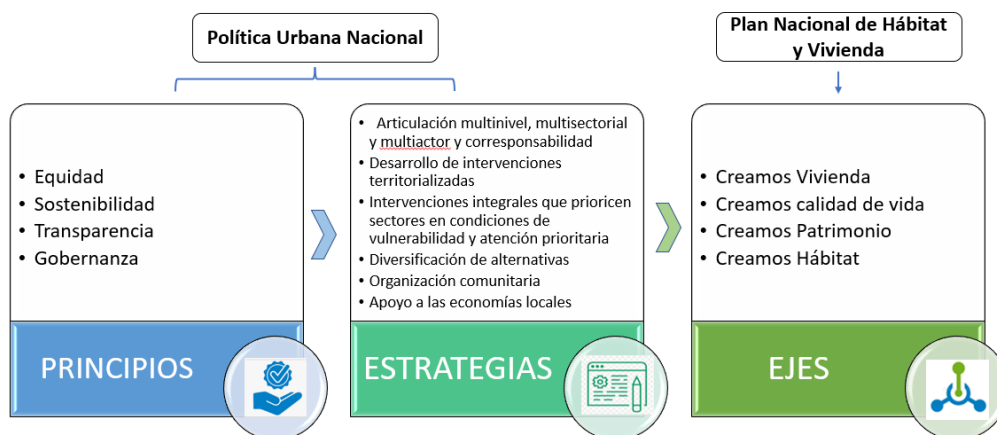 Política Urbana Nacional
Plan Nacional de Hábitat
y Vivienda
• Equidad
• Sostenibilidad
• Transparencia
• Gobernanza
PRINCIPIOS
• Articulación multinivel, multisectorial
y multiactor y corresponsabilidad
• Desarrollo de intervenciones
territorializadas
• Intervenciones integrales que prioricen
sectores en condiciones de
vulnerabilidad y atención prioritaria
• Diversificación de alternativas
• Organización comunitaria
• Apoyo a las economías locales
ESTRATEGIAS
• Creamos Vivienda
• Creamos calidad de vida
• Creamos Patrimonio
• Creamos Hábitat
EJES